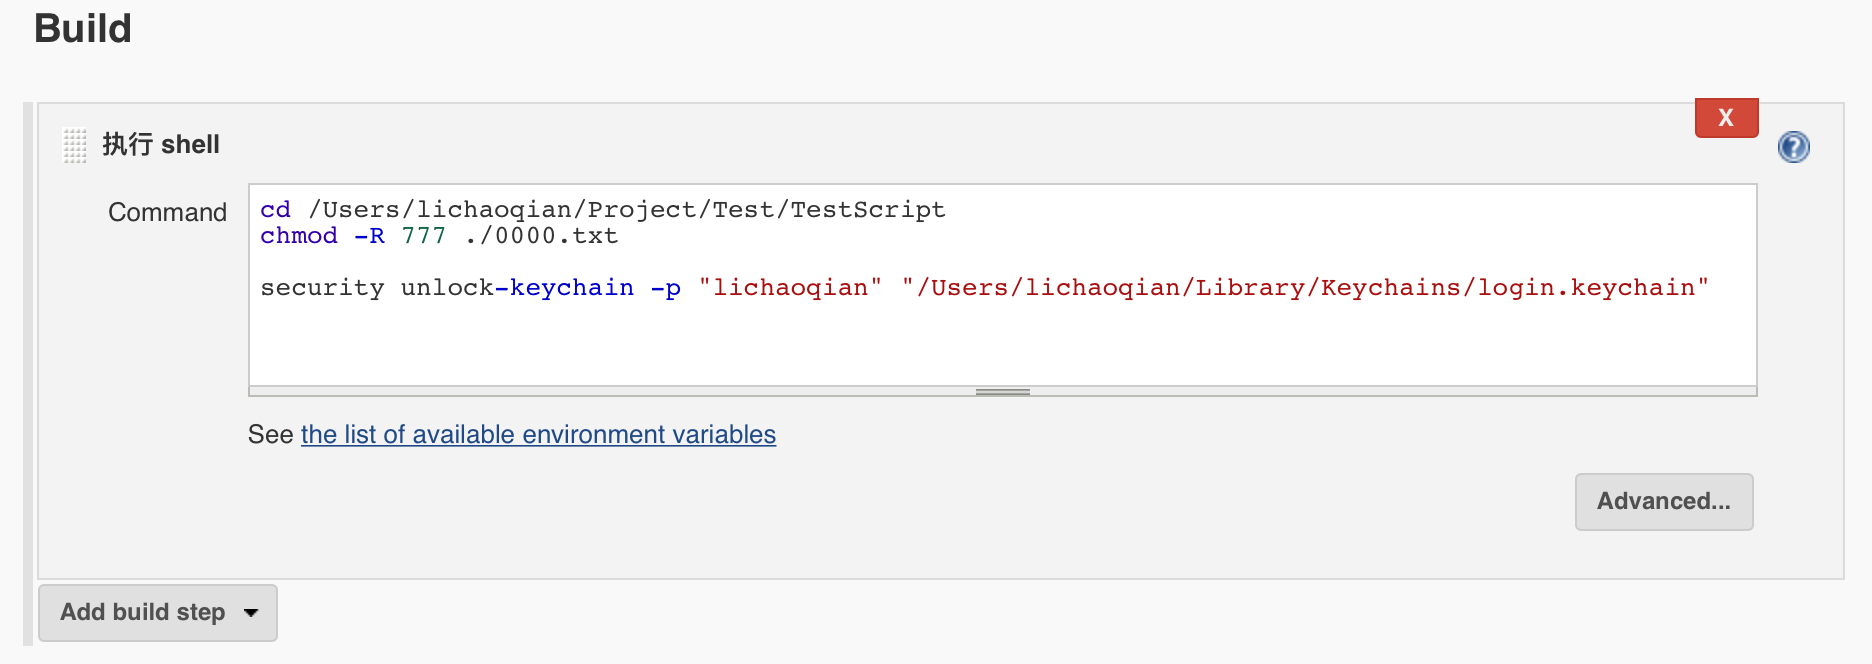 Build
X
执行 shell
?
Command
cd /Users/lichaoqian/Project/Test/TestScript
chmod -R 777 ./0000.txt
security unlock-keychain -p "lichaoqian" "/Users/lichaoqian/Library/Keychains/login.keychain"
See the list of available environment variables
Advanced...
Add build step